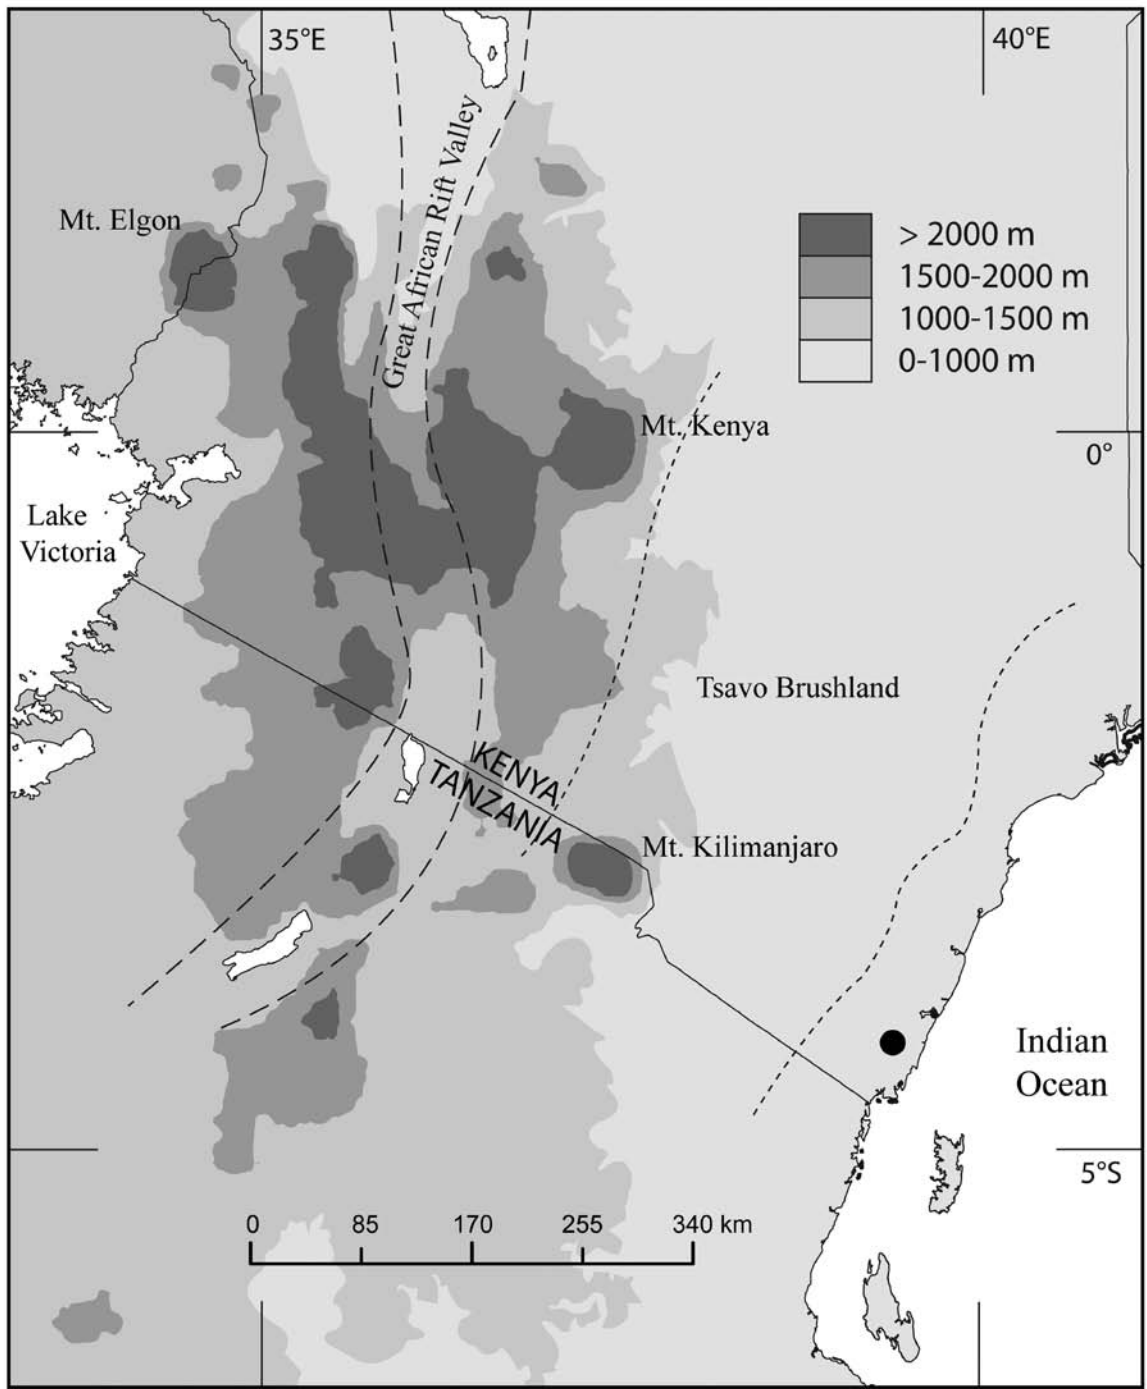 35°E
40°E
Great African Rift Valley
Mt. Elgon
> 2000 m
1500-2000 m
1000-1500 m
0-1000 m
Mt. Kenya
0°
Lake
Victoria
Tsavo Brushland
KENYA
TANZANIA
Mt. Kilimanjaro
Indian
Ocean
5°S
0 85 170 255 340 km